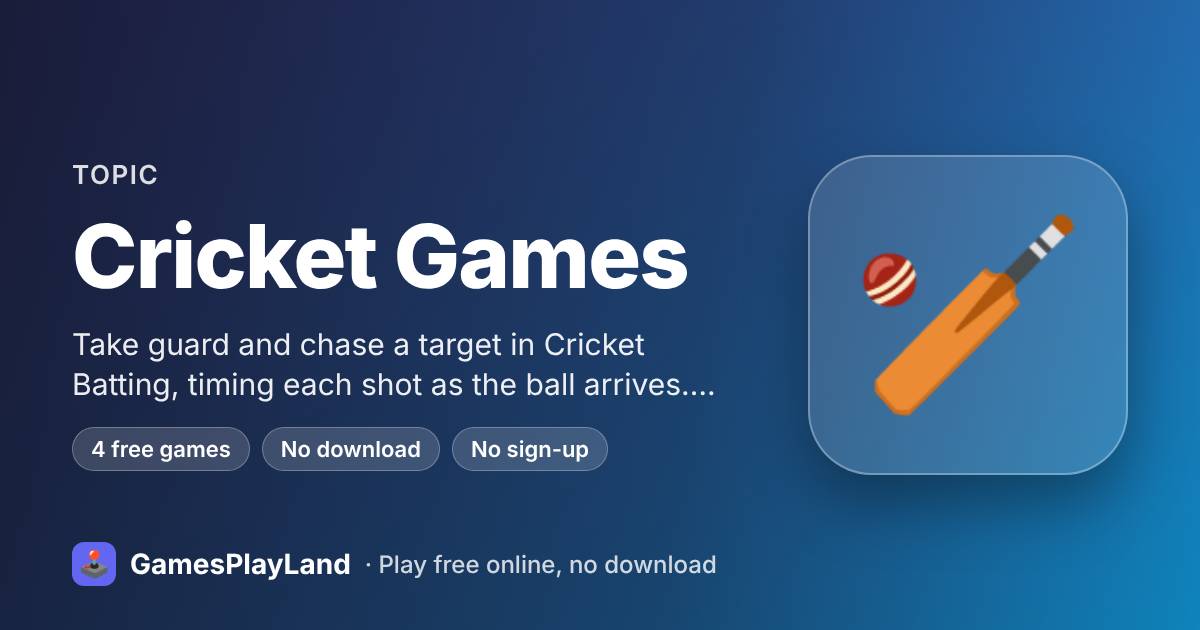 TOPIC
Cricket Games
Take guard and chase a target in Cricket
Batting, timing each shot as the ball arrives....
4 free games No download No sign-up
GamesPlayLand · Play free online, no download